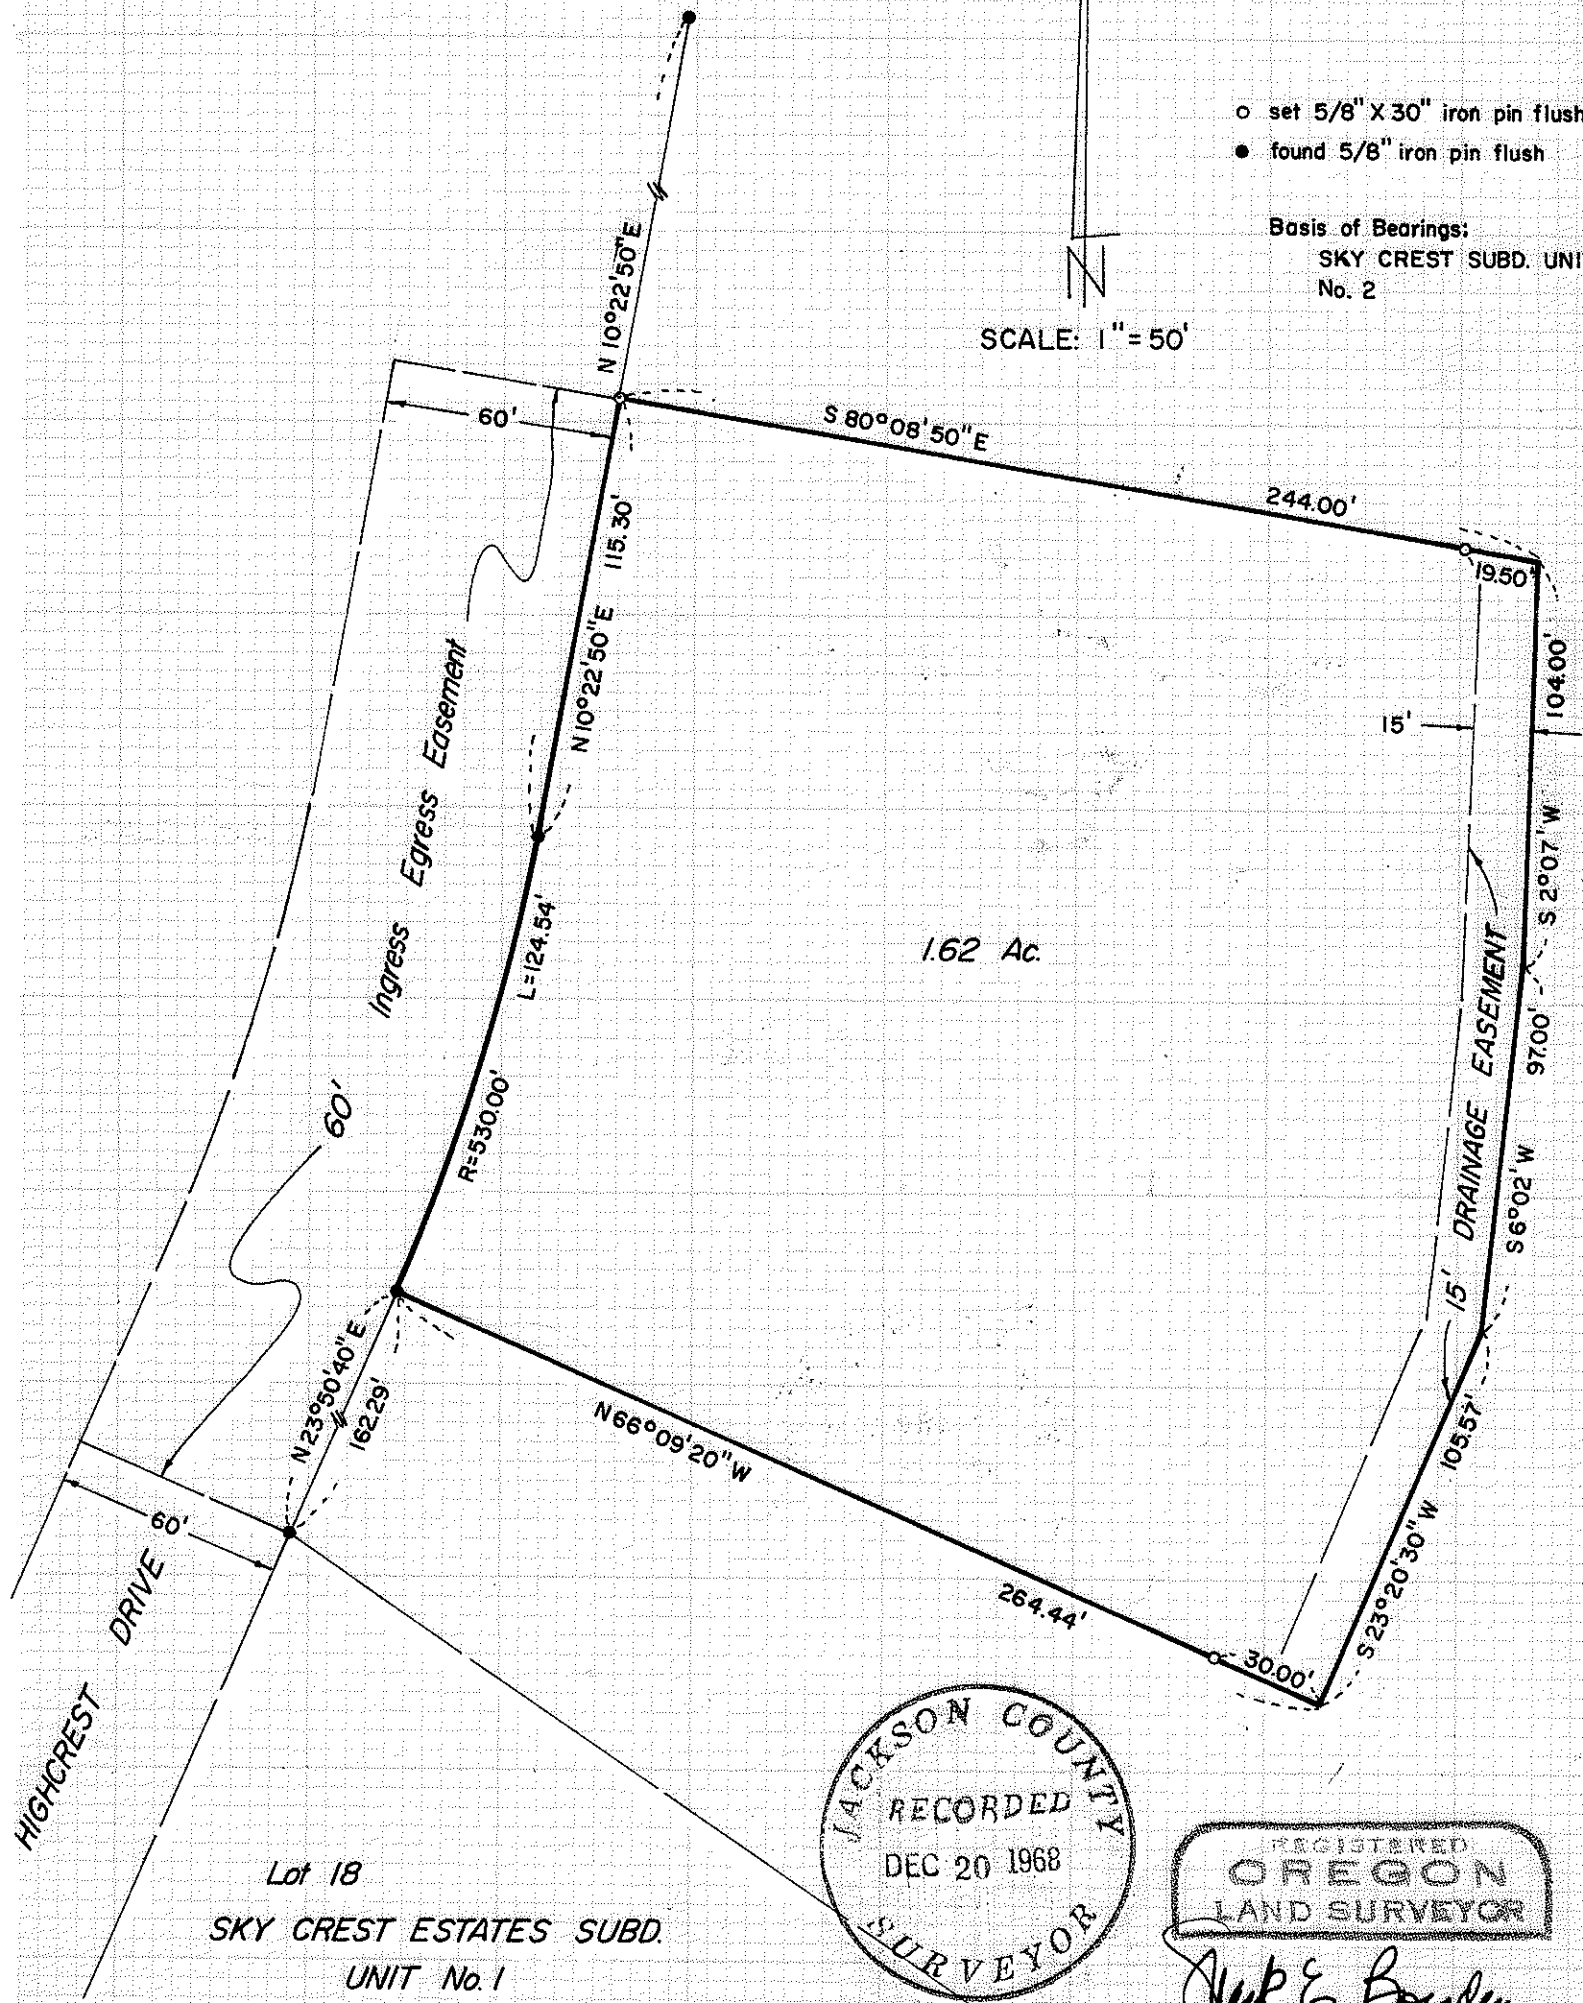 ○ set 5/8" X 30" iron pin flush
● found 5/8" iron pin flush
Basis of Bearings:
SKY CREST SUBD. UNI
No. 2
N
SCALE: 1"=50'
N 10°22'50"E
60'
S 80°08'50"E
244.00'
19.50'
115.30'
N 10°22'50"E
104.00'
15'
S 2°07' W
Ingress Egress Easement
L=124.54'
1.62 Ac.
97.00'
15' DRAINAGE EASEMENT
60'
R=530.00'
S 6°02' W
N 23°50'40" E
162.29'
N 66°09'20" W
105.57'
S 23°20'30" W
60'
264.44'
30.00'
HIGHCREST DRIVE
Lot 18
SKY CREST ESTATES SUBD.
UNIT No. 1
JACKSON COUNTY
RECORDED
DEC 20 1968
SURVEYOR
REGISTERED
OREGON
LAND SURVEYOR